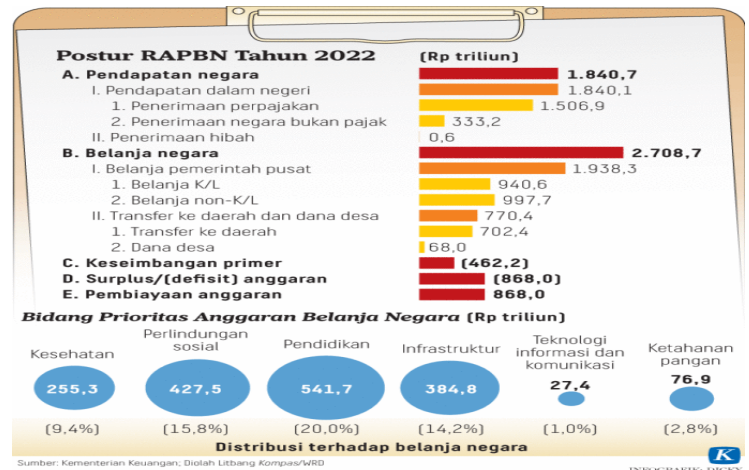 Postur RAPBN Tahun 2022 (Rp triliun)
A. Pendapatan negara 1.840,7
I. Pendapatan dalam negeri 1.840,1
1. Penerimaan perpajakan 1.506,9
2. Penerimaan negara bukan pajak 333,2
II. Penerimaan hibah 0,6
B. Belanja negara 2.708,7
I. Belanja pemerintah pusat 1.938,3
1. Belanja K/L 940,6
2. Belanja non-K/L 997,7
II. Transfer ke daerah dan dana desa 770,4
1. Transfer ke daerah 702,4
2. Dana desa 68,0
C. Keseimbangan primer (462,2)
D. Surplus/(defisit) anggaran (868,0)
E. Pembiayaan anggaran 868,0
Bidang Prioritas Anggaran Belanja Negara (Rp triliun)
Kesehatan
255,3
(9,4%)
Perlindungan
sosial
427,5
(15,8%)
Pendidikan
541,7
(20,0%)
Infrastruktur
384,8
(14,2%)
Teknologi
informasi dan
komunikasi
27,4
(1,0%)
Ketahanan
pangan
76,9
(2,8%)
Distribusi terhadap belanja negara
Sumber: Kementerian Keuangan; Diolah Litbang Kompas/WRD
K
INFOGRAFIK: DICKY